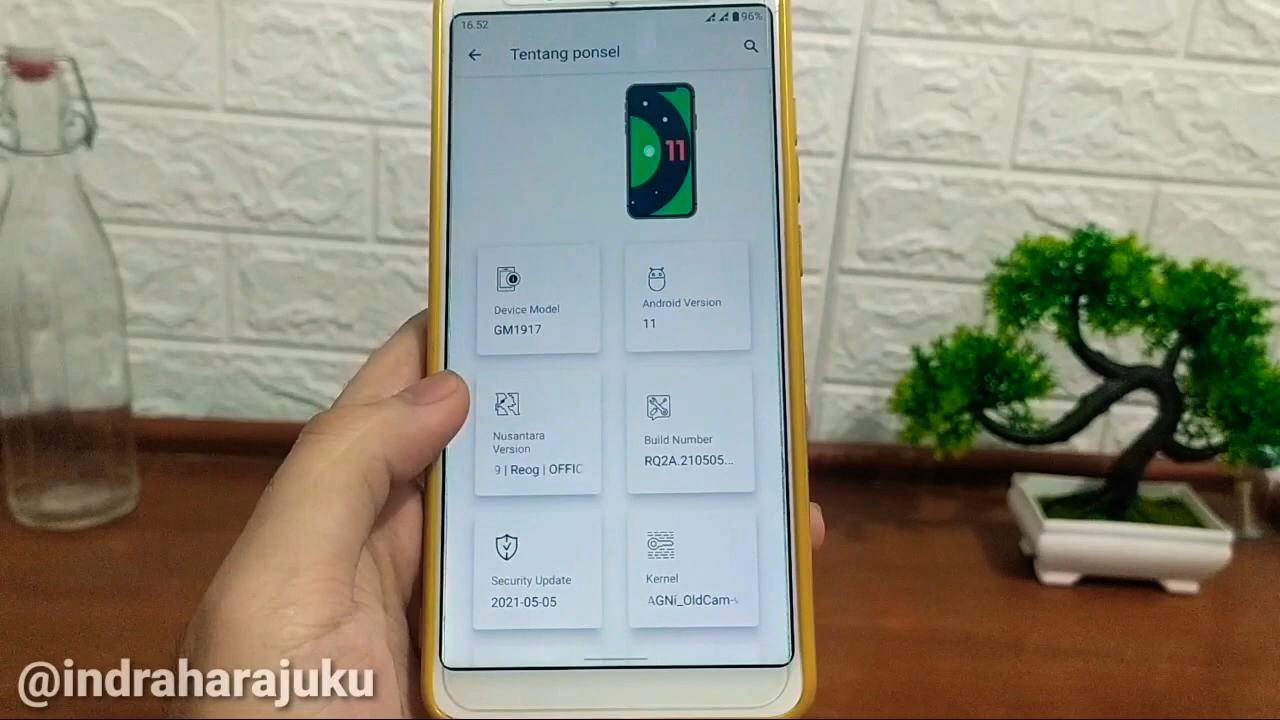 16.52
96%
Tentang ponsel
11
Device Model
GM1917
Android Version
11
Nusantara
Version
9 | Reog | OFFIC
Build Number
RQ2A.210505...
Security Update
2021-05-05
Kernel
AGNi_OldCam-
@indraharajuku